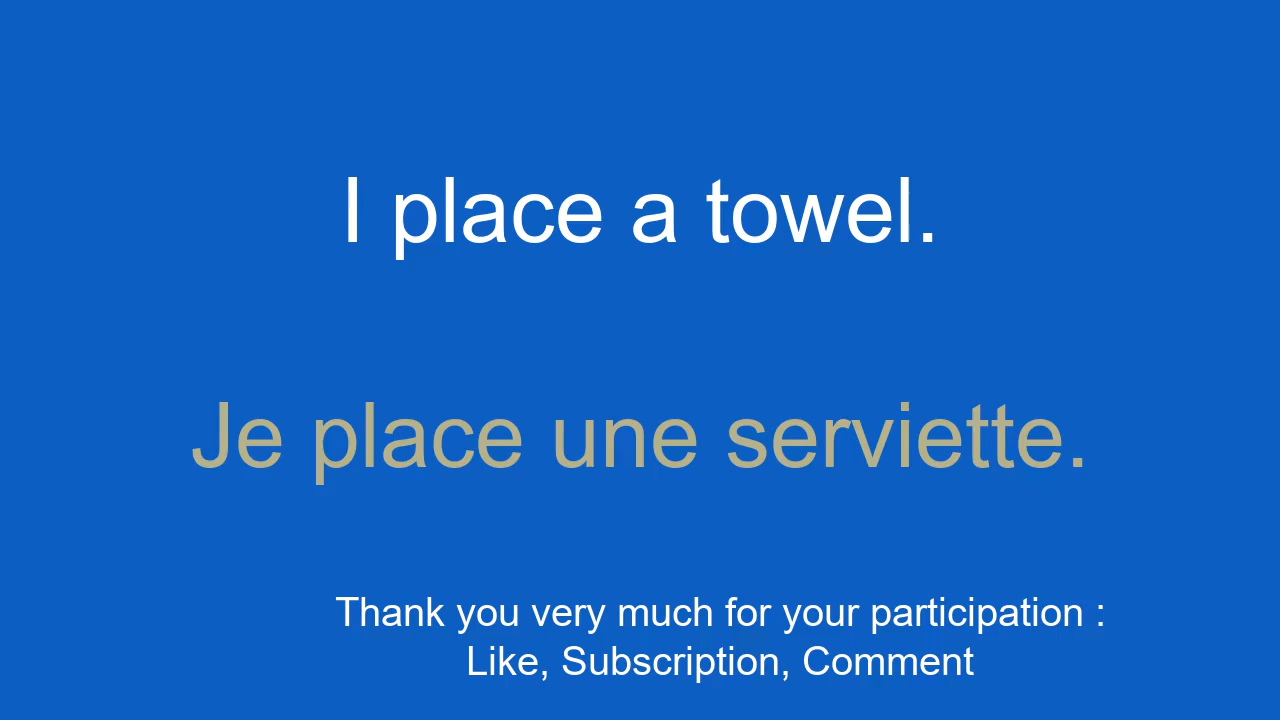 I place a towel.
Je place une serviette.
Thank you very much for your participation :
Like, Subscription, Comment